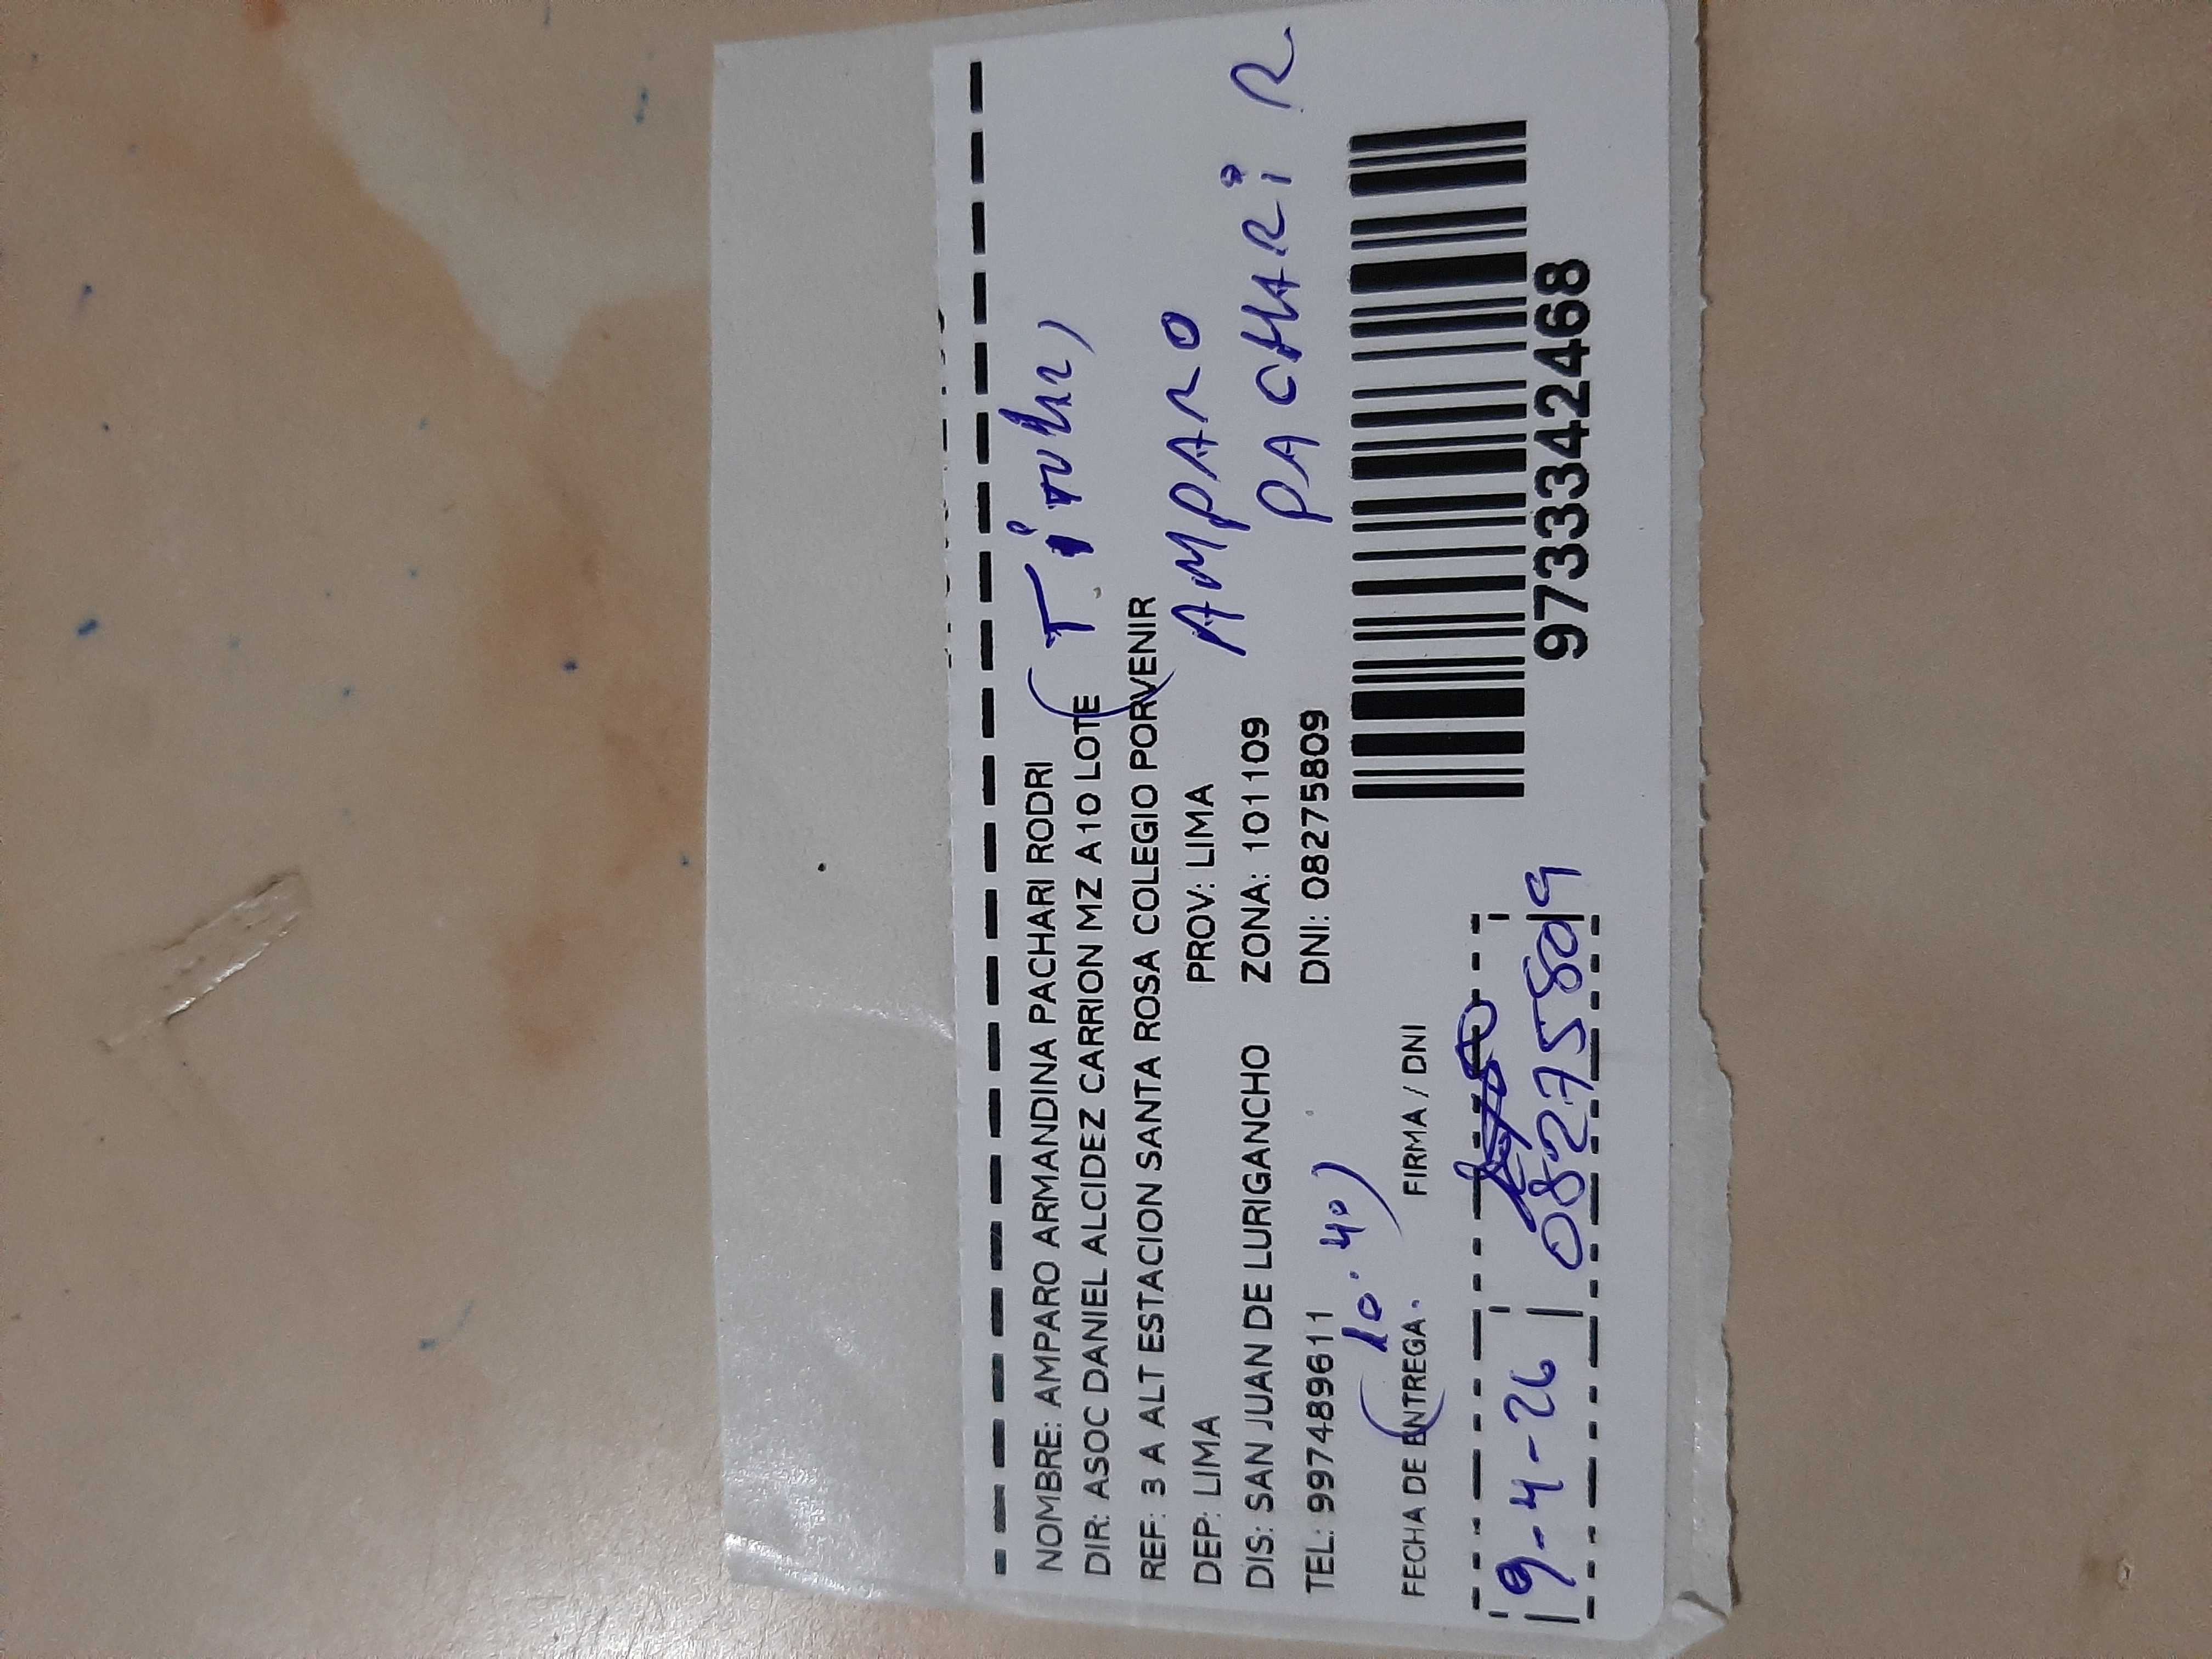 NOMBRE: AMPARO ARMANDINA PACHARI RODRI
DIR: ASOC DANIEL ALCIDEZ CARRION MZ A10 LOTE
(Titular)
REF: 3 A ALT ESTACION SANTA ROSA COLEGIO PORVENIR
DEP: LIMA PROV: LIMA
AMPARO
DIS: SAN JUAN DE LURIGANCHO ZONA: 101109
PACHARI R
TEL: 997489611 DNI: 08275809
(10.40)
FECHA DE ENTREGA. FIRMA / DNI
9-4-26
08275809
97333424​68